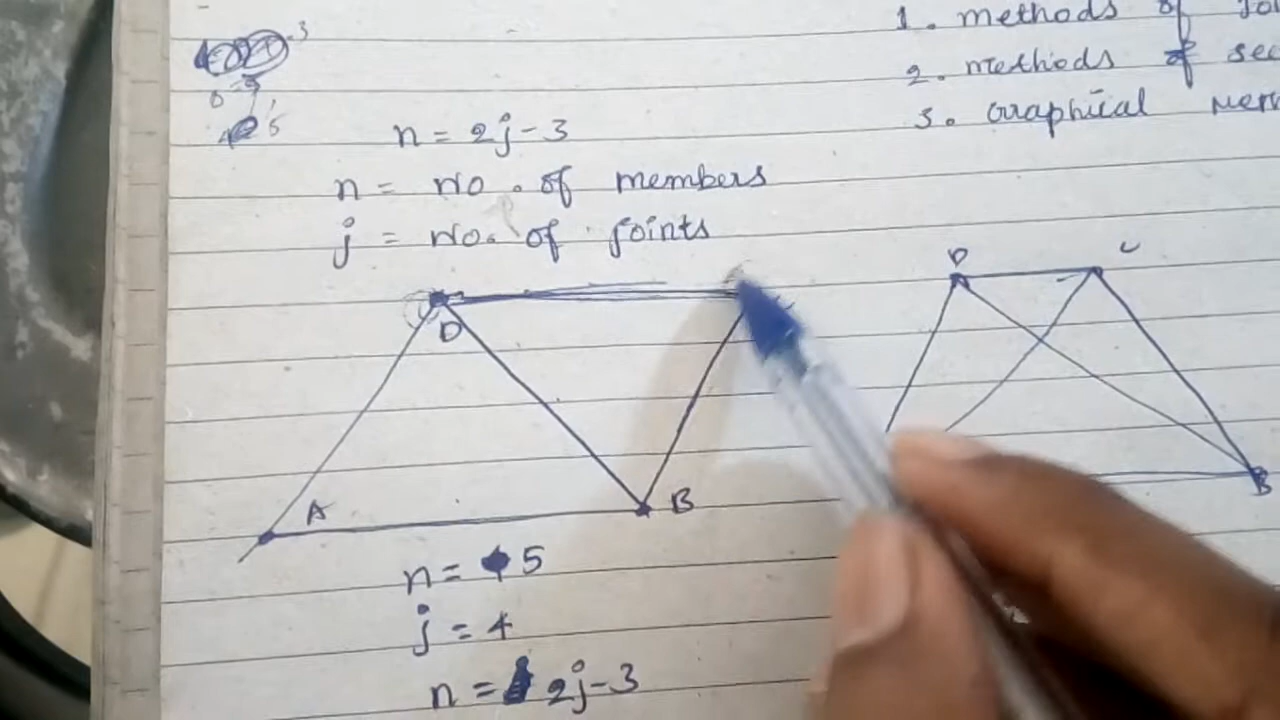 1. methods of
2. methods of
3. Graphical
n = 2j-3
n = No. of members
j = No. of joints
D
A
B
D
C
B
n = 5
j = 4
n = 2j-3